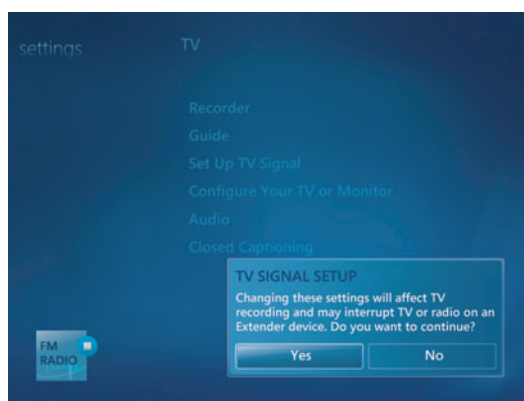 settings
TV
Recorder
Guide
Set Up TV Signal
Configure Your TV or Monitor
Audio
Closed Captioning
TV SIGNAL SETUP
Changing these settings will affect TV
recording and may interrupt TV or radio on an
Extender device. Do you want to continue?
Yes
No
FM
RADIO